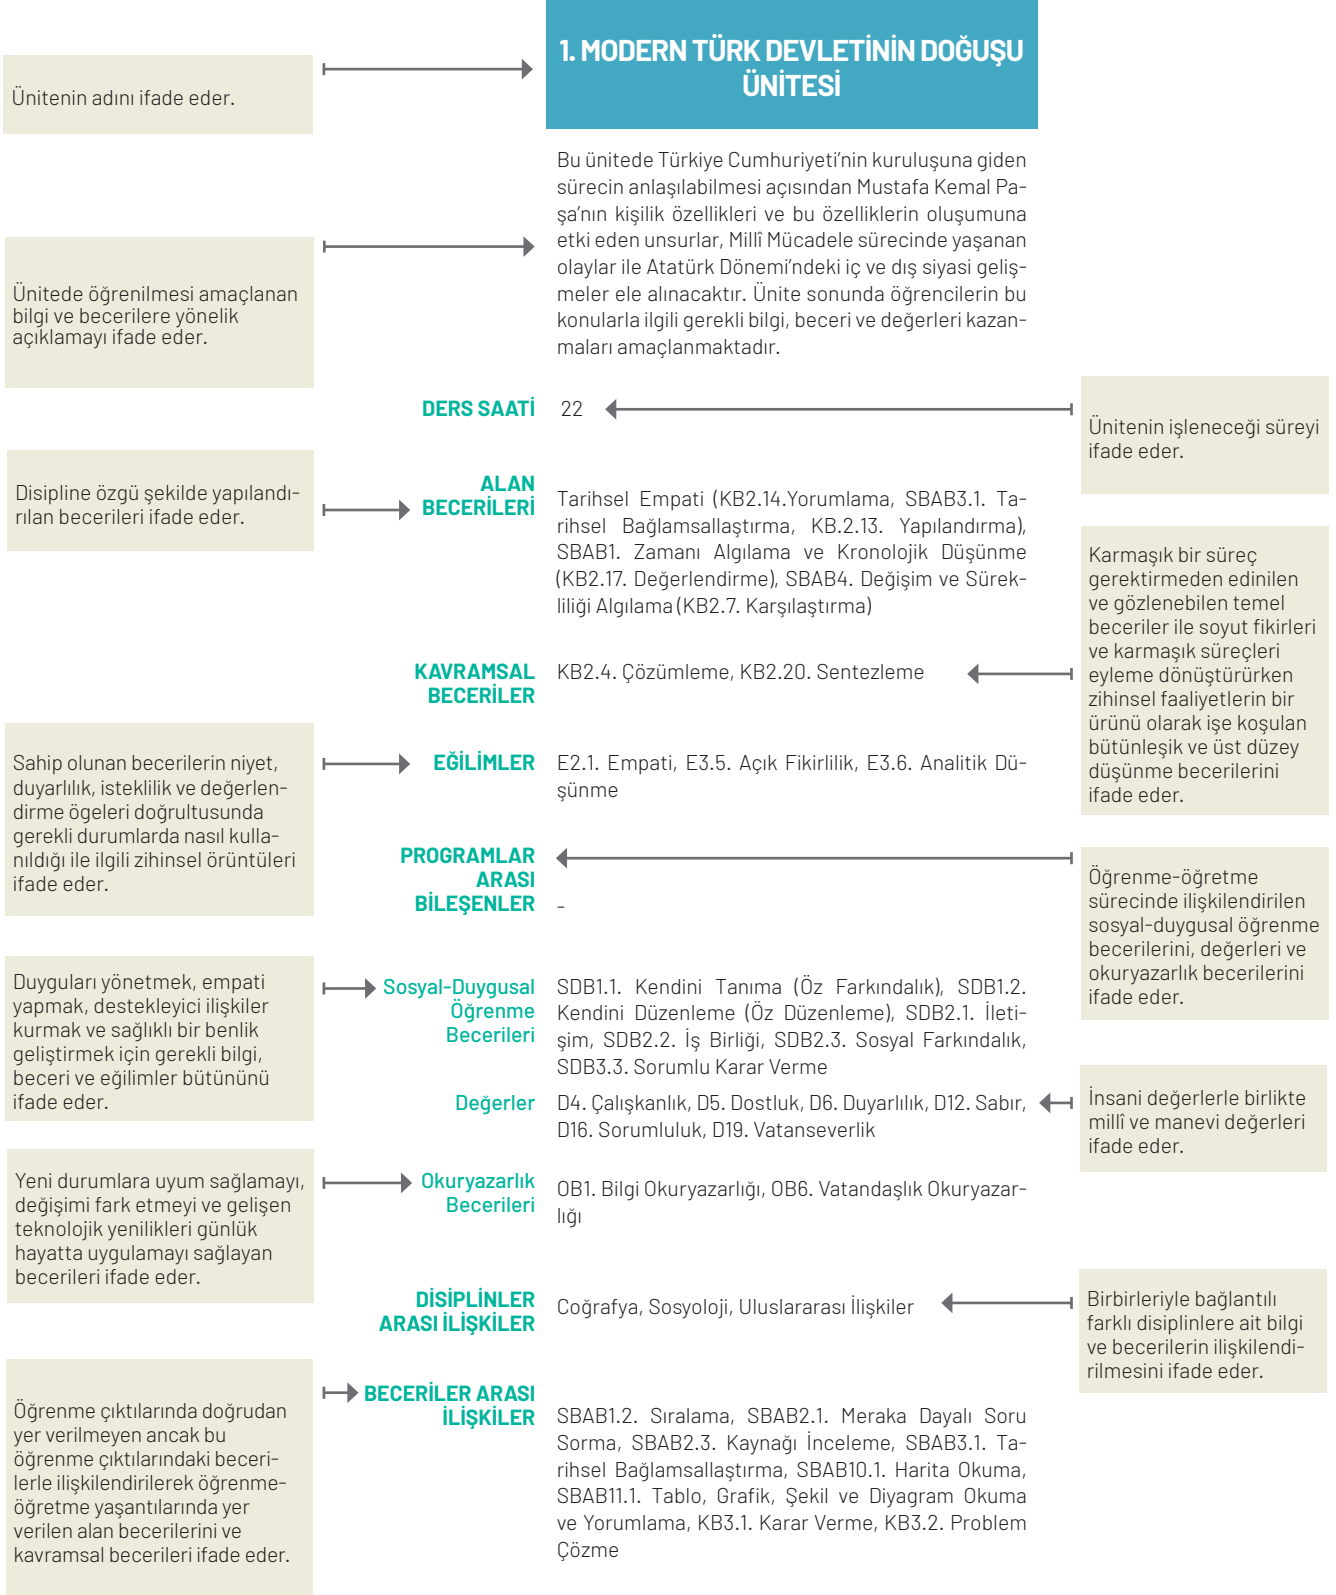 1. MODERN TÜRK DEVLETİNİN DOĞUŞU
ÜNİTESİ
Ünitenin adını ifade eder.
Bu ünitede Türkiye Cumhuriyeti’nin kuruluşuna giden
sürecin anlaşılabilmesi açısından Mustafa Kemal Pa-
şa’nın kişilik özellikleri ve bu özelliklerin oluşumuna
etki eden unsurlar, Millî Mücadele sürecinde yaşanan
olaylar ile Atatürk Dönemi’ndeki iç ve dış siyasi geliş-
meler ele alınacaktır. Ünite sonunda öğrencilerin bu
konularla ilgili gerekli bilgi, beceri ve değerleri kazan-
maları amaçlanmaktadır.
Ünitede öğrenilmesi amaçlanan
bilgi ve becerilere yönelik
açıklamayı ifade eder.
DERS SAATİ
22
Ünitenin işleneceği süreyi
ifade eder.
Disipline özgü şekilde yapılandı-
rılan becerileri ifade eder.
ALAN
BECERİLERİ
Tarihsel Empati (KB2.14.Yorumlama, SBAB3.1. Ta-
rihsel Bağlamsallaştırma, KB.2.13. Yapılandırma),
SBAB1. Zamanı Algılama ve Kronolojik Düşünme
(KB2.17. Değerlendirme), SBAB4. Değişim ve Sürek-
liliği Algılama (KB2.7. Karşılaştırma)
KAVRAMSAL
BECERİLER
KB2.4. Çözümleme, KB2.20. Sentezleme
Karmaşık bir süreç
gerektirmeden edinilen
ve gözlenebilen temel
beceriler ile soyut fikirleri
ve karmaşık süreçleri
eyleme dönüştürürken
zihinsel faaliyetlerin bir
ürünü olarak işe koşulan
bütünleşik ve üst düzey
düşünme becerilerini
ifade eder.
Sahip olunan becerilerin niyet,
duyarlılık, isteklilik ve değerlen-
dirme ögeleri doğrultusunda
gerekli durumlarda nasıl kulla-
nıldığı ile ilgili zihinsel örüntüleri
ifade eder.
EĞİLİMLER
E2.1. Empati, E3.5. Açık Fikirlilik, E3.6. Analitik Dü-
şünme
PROGRAMLAR
ARASI
BİLEŞENLER
-
Öğrenme-öğretme
sürecinde ilişkilendirilen
sosyal-duygusal öğrenme
becerilerini, değerleri ve
okuryazarlık becerilerini
ifade eder.
Duyguları yönetmek, empati
yapmak, destekleyici ilişkiler
kurmak ve sağlıklı bir benlik
geliştirmek için gerekli bilgi,
beceri ve eğilimler bütününü
ifade eder.
Sosyal-Duygusal
Öğrenme
Becerileri
SDB1.1. Kendini Tanıma (Öz Farkındalık), SDB1.2.
Kendini Düzenleme (Öz Düzenleme), SDB2.1. İleti-
şim, SDB2.2. İş Birliği, SDB2.3. Sosyal Farkındalık,
SDB3.3. Sorumlu Karar Verme
Değerler
D4. Çalışkanlık, D5. Dostluk, D6. Duyarlılık, D12. Sabır,
D16. Sorumluluk, D19. Vatanseverlik
İnsani değerlerle birlikte
millî ve manevi değerleri
ifade eder.
Yeni durumlara uyum sağlamayı,
değişimi fark etmeyi ve gelişen
teknolojik yenilikleri günlük
hayatta uygulamayı sağlayan
becerileri ifade eder.
Okuryazarlık
Becerileri
OB1. Bilgi Okuryazarlığı, OB6. Vatandaşlık Okuryazar-
lığı
DİSİPLİNLER
ARASI İLİŞKİLER
Coğrafya, Sosyoloji, Uluslararası İlişkiler
Birbirleriyle bağlantılı
farklı disiplinlere ait bilgi
ve becerilerin ilişkilendi-
rilmesini ifade eder.
Öğrenme çıktılarında doğrudan
yer verilmeyen ancak bu
öğrenme çıktılarındaki beceri-
lerle ilişkilendirilerek öğrenme-
öğretme yaşantılarında yer
verilen alan becerilerini ve
kavramsal becerileri ifade eder.
BECERİLER ARASI
İLİŞKİLER
SBAB1.2. Sıralama, SBAB2.1. Meraka Dayalı Soru
Sorma, SBAB2.3. Kaynağı İnceleme, SBAB3.1. Ta-
rihsel Bağlamsallaştırma, SBAB10.1. Harita Okuma,
SBAB11.1. Tablo, Grafik, Şekil ve Diyagram Okuma
ve Yorumlama, KB3.1. Karar Verme, KB3.2. Problem
Çözme